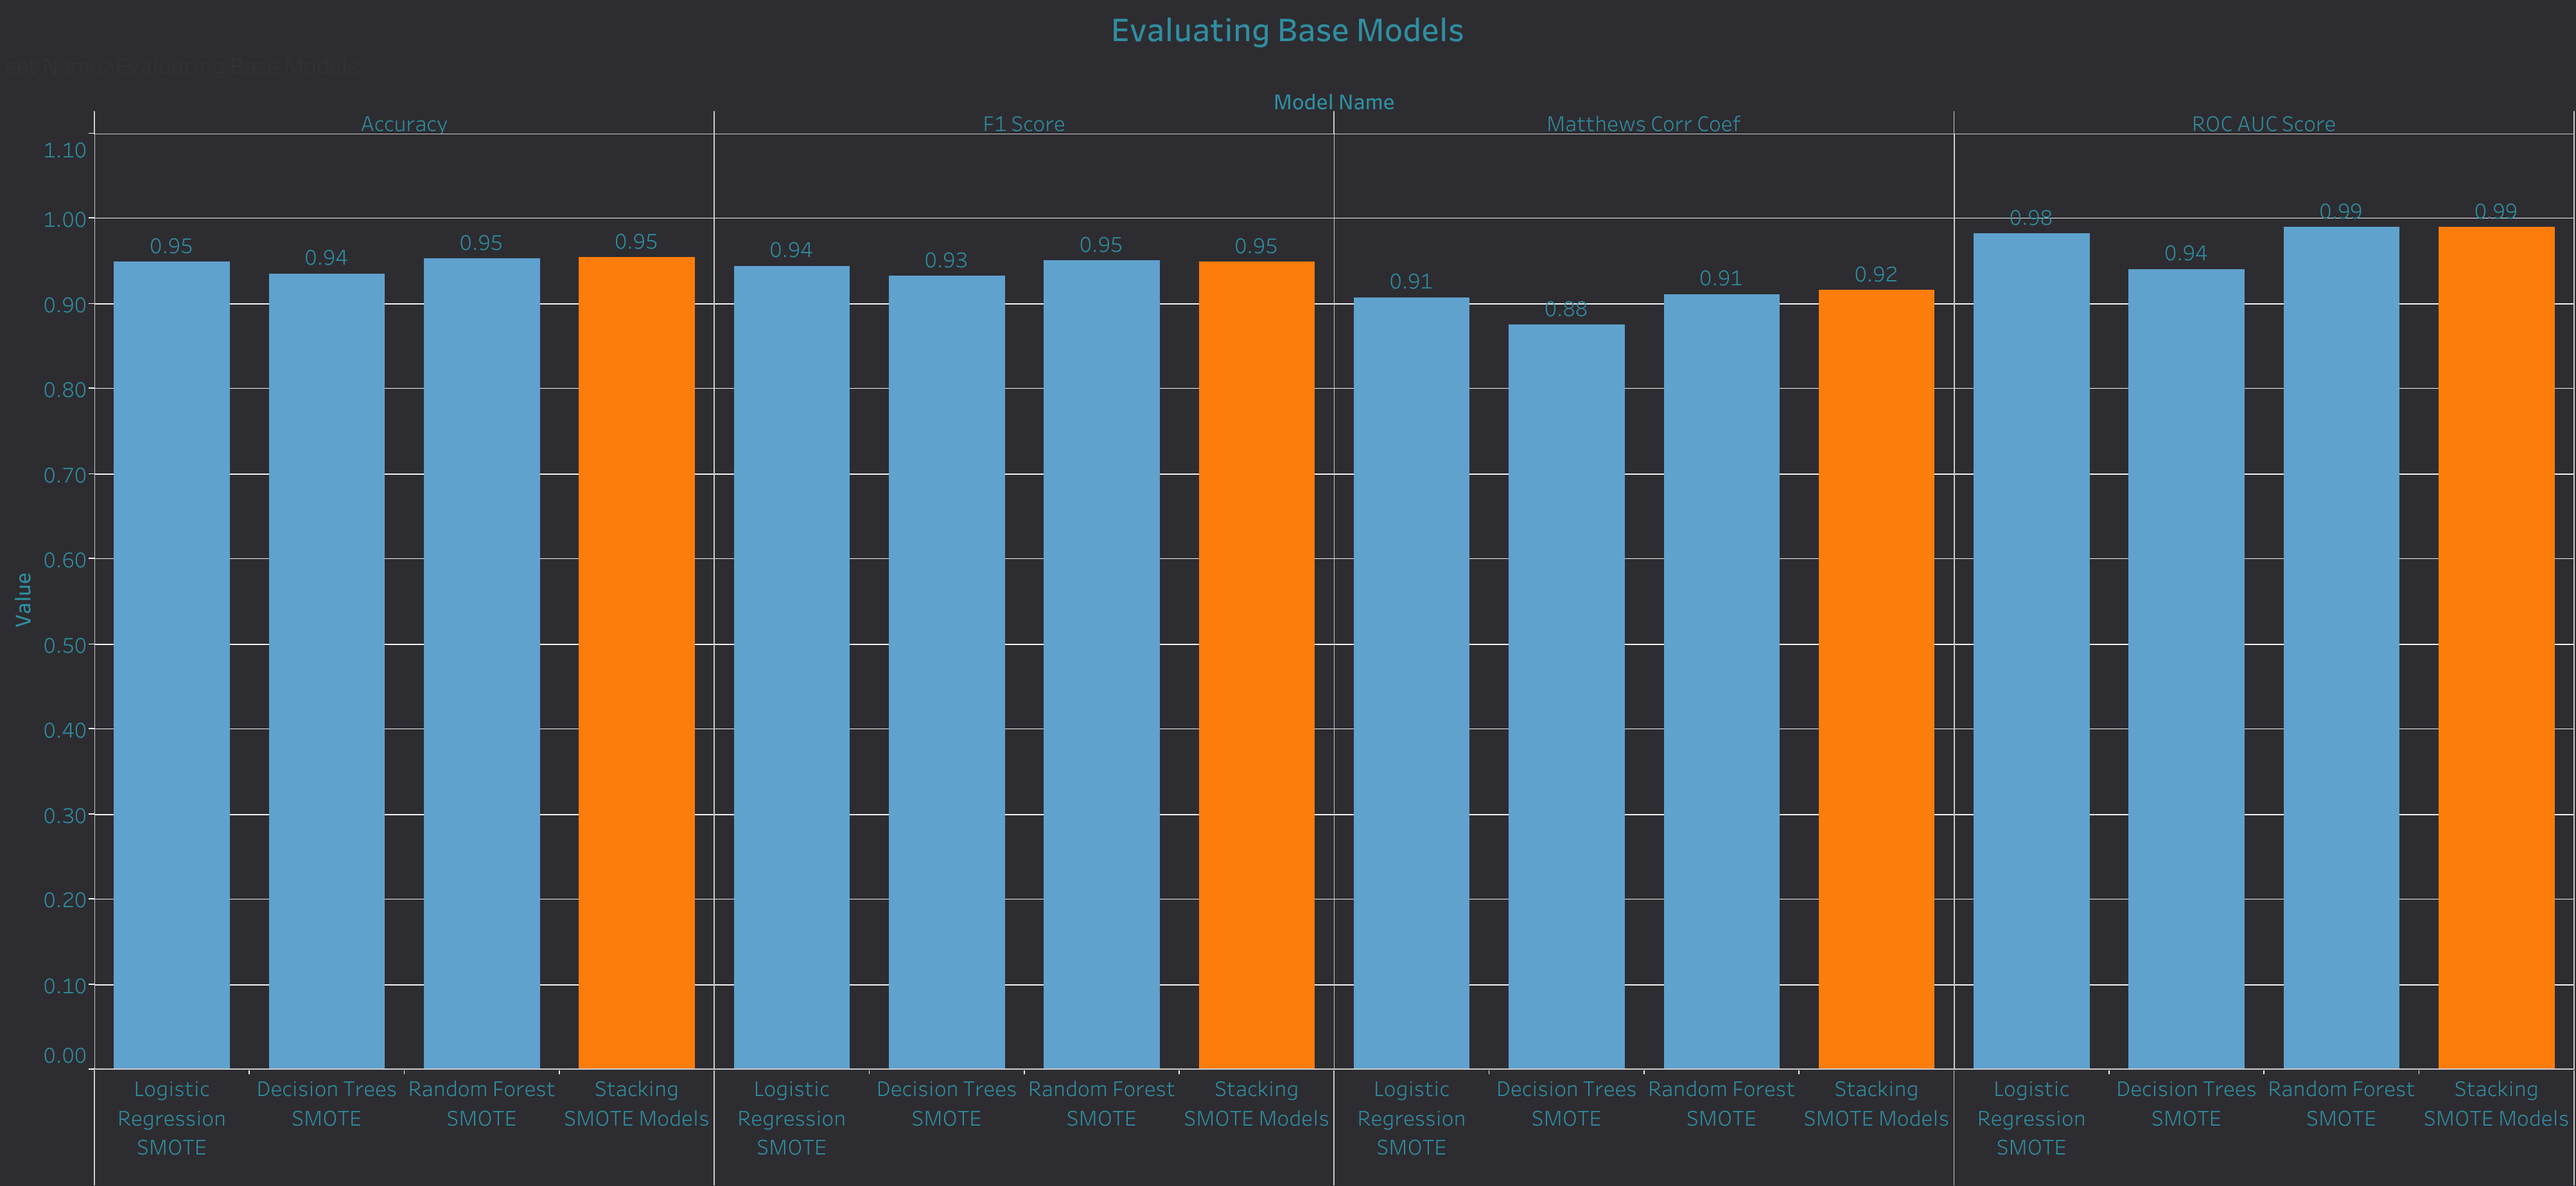 Evaluating Base Models
eet Name>Evaluating Base Models
Model Name
Accuracy F1 Score Matthews Corr Coef ROC AUC Score
1.10
1.00
0.90
0.80
0.70
0.60
0.50
0.40
0.30
0.20
0.10
0.00
Value
0.95 0.94 0.95 0.95 0.94 0.93 0.95 0.95 0.91 0.88 0.91 0.92 0.98 0.94 0.99 0.99
Logistic Decision Trees Random Forest Stacking Logistic Decision Trees Random Forest Stacking Logistic Decision Trees Random Forest Stacking Logistic Decision Trees Random Forest Stacking
Regression SMOTE SMOTE SMOTE Models Regression SMOTE SMOTE SMOTE Models Regression SMOTE SMOTE SMOTE Models Regression SMOTE SMOTE SMOTE Models
SMOTE SMOTE SMOTE SMOTE